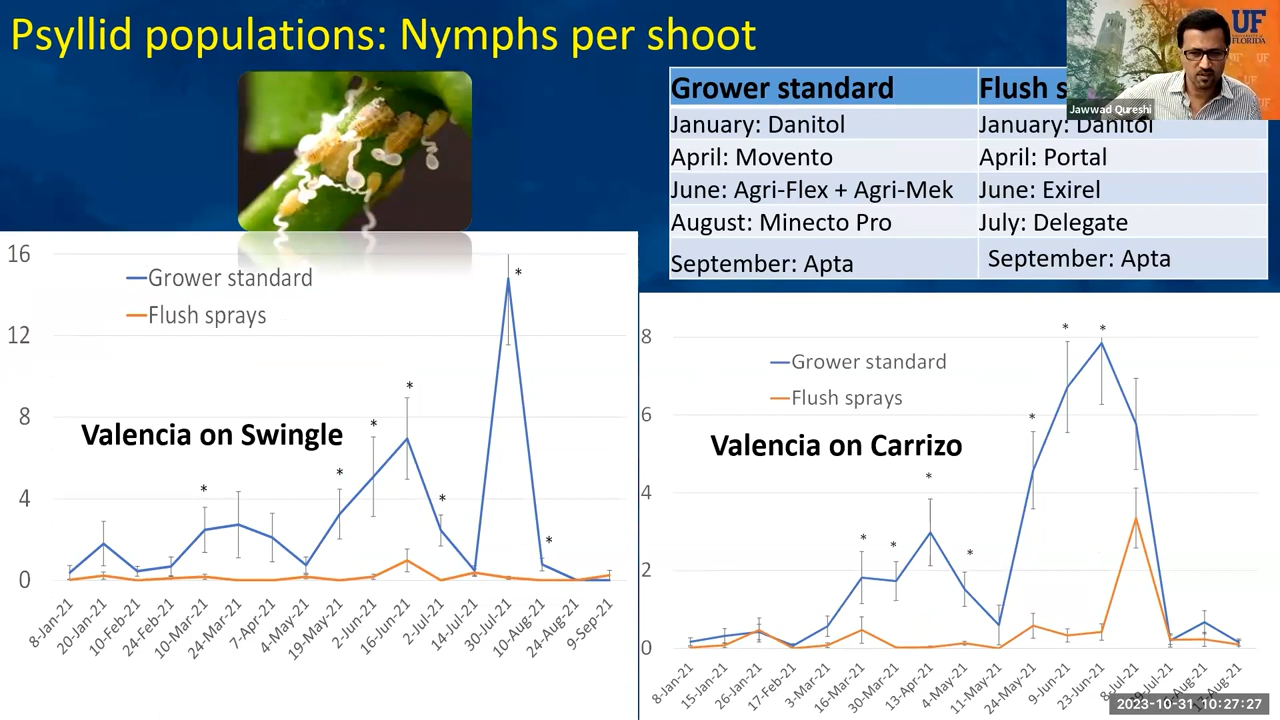 Psyllid populations: Nymphs per shoot
UF
UNIVERSITY of
FLORIDA
Jawwad Qureshi
Grower standard
Flush s
January: Danitol
January: Danitol
April: Movento
April: Portal
June: Agri-Flex + Agri-Mek
June: Exirel
August: Minecto Pro
July: Delegate
September: Apta
September: Apta
16
12
8
4
0
Grower standard
Flush sprays
Valencia on Swingle
*
*
*
*
*
*
*
8-Jan-21
20-Jan-21
10-Feb-21
24-Feb-21
10-Mar-21
24-Mar-21
7-Apr-21
4-May-21
19-May-21
2-Jun-21
16-Jun-21
2-Jul-21
14-Jul-21
30-Jul-21
10-Aug-21
24-Aug-21
9-Sep-21
8
6
4
2
0
Grower standard
Flush sprays
Valencia on Carrizo
*
*
*
*
*
*
*
8-Jan-21
15-Jan-21
26-Jan-21
17-Feb-21
3-Mar-21
16-Mar-21
30-Mar-21
13-Apr-21
4-May-21
11-May-21
24-May-21
9-Jun-21
23-Jun-21
8-Jul-21
2023-10-31 10:27:27